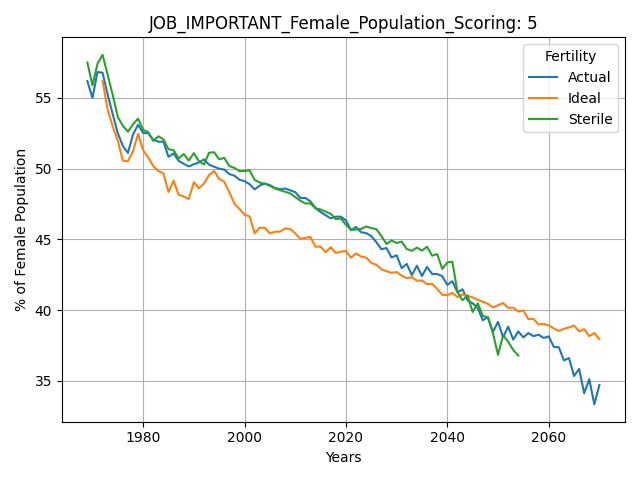 JOB_IMPORTANT_Female_Population_Scoring: 5
Fertility
Actual
Ideal
Sterile
% of Female Population
55
50
45
40
35
1980
2000
2020
2040
2060
Years